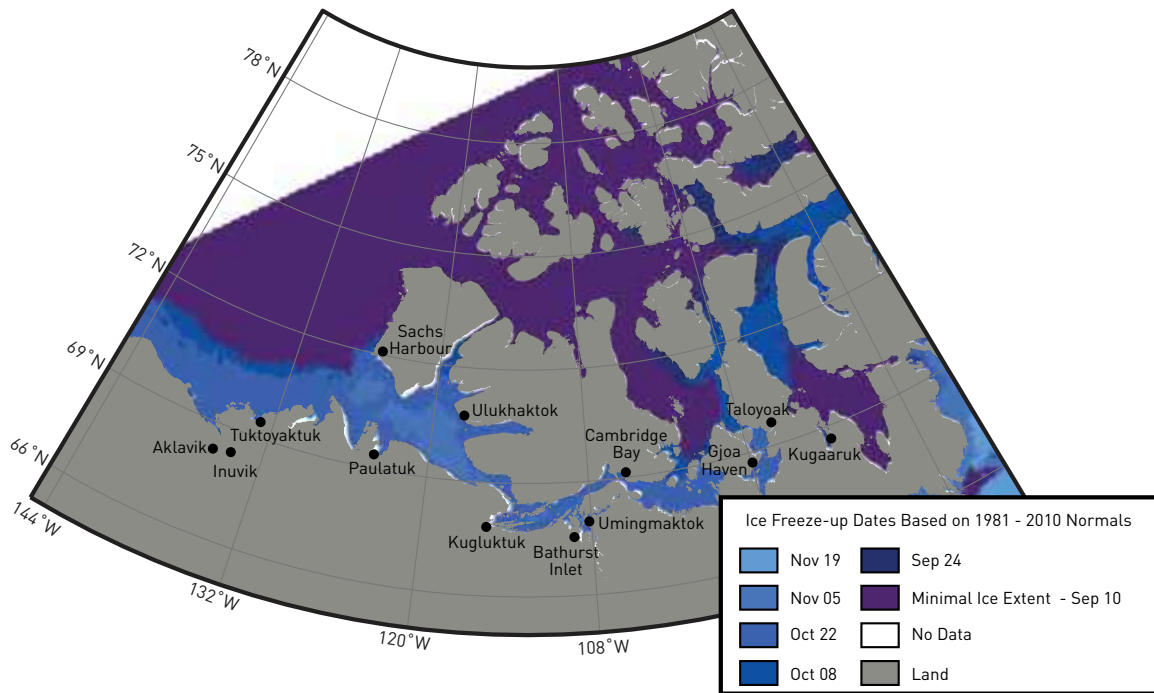 78°N
75°N
72°N
69°N
66°N
144°W
132°W
120°W
108°W
Sachs
Harbour
Ulukhaktok
Taloyoak
Tuktoyaktuk
Cambridge
Bay
Aklavik
Inuvik
Paulatuk
Gjoa
Haven
Kugaaruk
Kugluktuk
Umingmaktok
Bathurst
Inlet
Ice Freeze-up Dates Based on 1981 - 2010 Normals
Nov 19
Sep 24
Nov 05
Minimal Ice Extent - Sep 10
Oct 22
No Data
Oct 08
Land